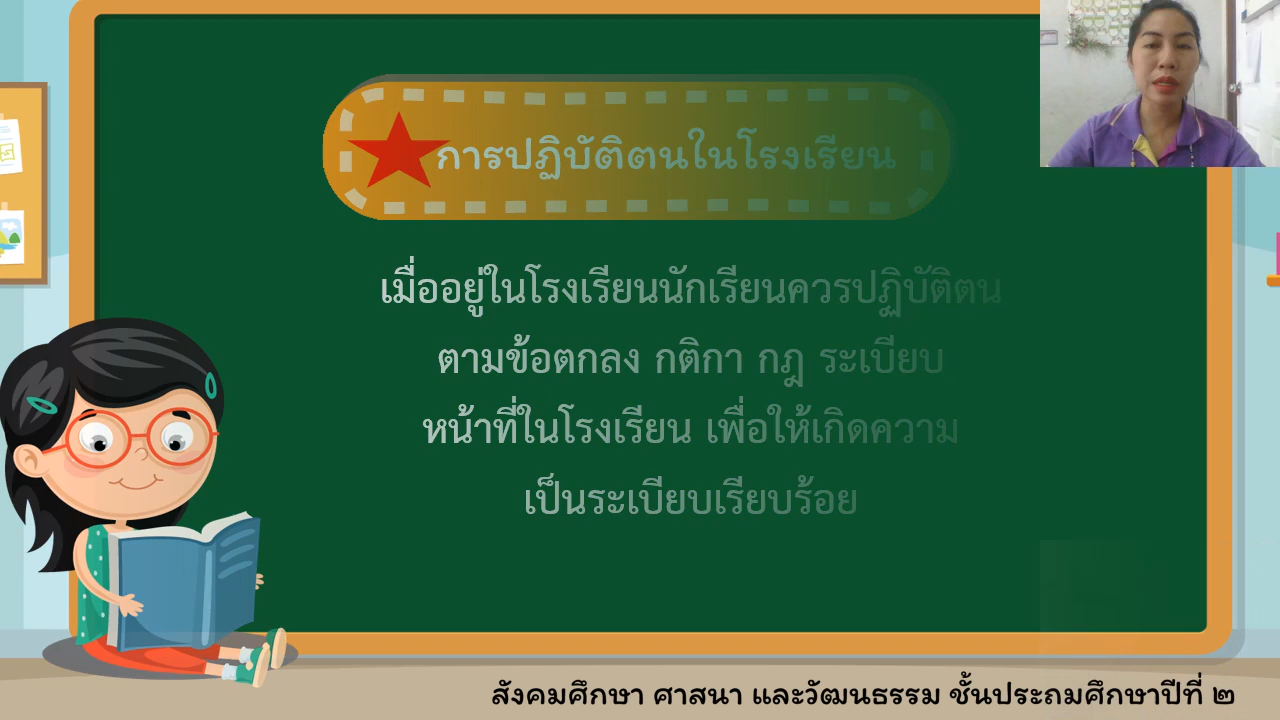 การปฏิบัติตนในโรงเรียน
เมื่ออยู่ในโรงเรียนนักเรียนควรปฏิบัติตน
ตามข้อตกลง กติกา กฎ ระเบียบ
หน้าที่ในโรงเรียน เพื่อให้เกิดความ
เป็นระเบียบเรียบร้อย
สังคมศึกษา ศาสนา และวัฒนธรรม ชั้นประถมศึกษาปีที่ ๒